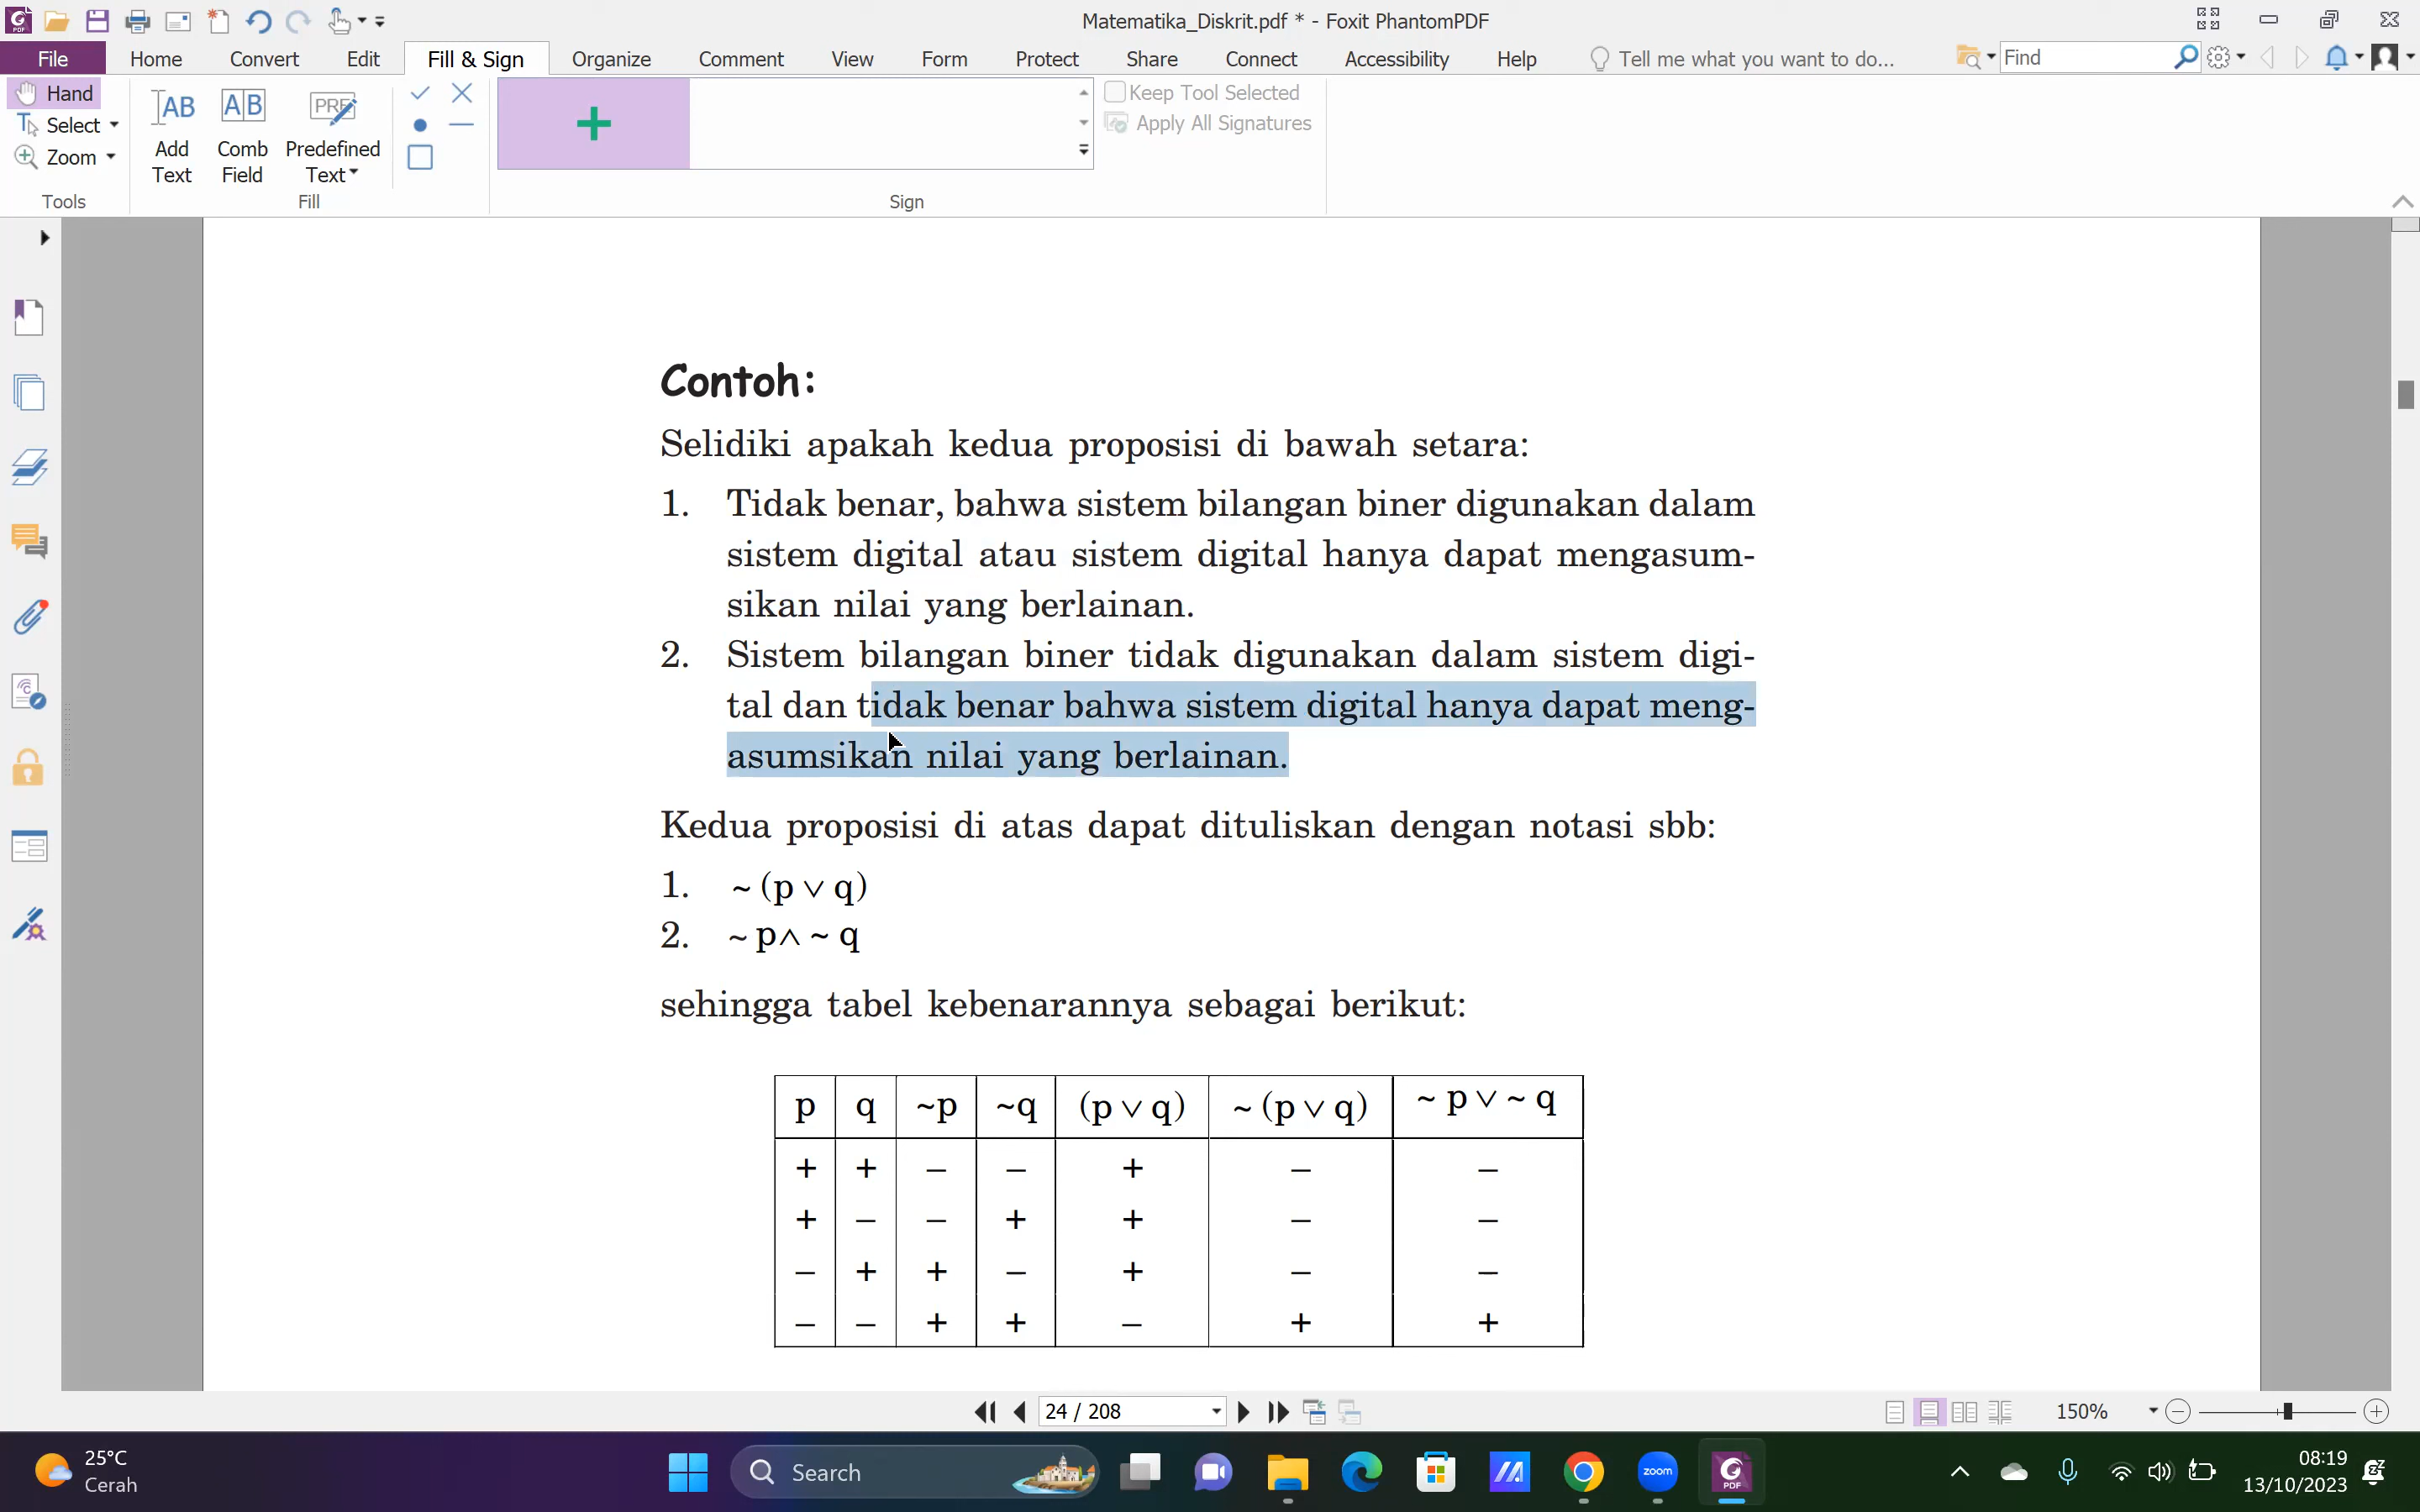 Matematika_Diskrit.pdf * - Foxit PhantomPDF
File Home Convert Edit Fill & Sign Organize Comment View Form Protect Share Connect Accessibility Help Tell me what you want to do... Find
Hand
Select
Zoom
Tools
Add Text
Comb Field
Predefined Text
Fill
Sign
Keep Tool Selected
Apply All Signatures
Contoh:
Selidiki apakah kedua proposisi di bawah setara:
1. Tidak benar, bahwa sistem bilangan biner digunakan dalam
sistem digital atau sistem digital hanya dapat mengasum-
sikan nilai yang berlainan.
2. Sistem bilangan biner tidak digunakan dalam sistem digi-
tal dan tidak benar bahwa sistem digital hanya dapat meng-
asumsikan nilai yang berlainan.
Kedua proposisi di atas dapat dituliskan dengan notasi sbb:
1. ~ (p ∨ q)
2. ~ p∧ ~ q
sehingga tabel kebenarannya sebagai berikut:
p q ~p ~q (p ∨ q) ~ (p ∨ q) ~ p ∨ ~ q
+ + – – + – –
+ – – + + – –
– + + – + – –
– – + + – + +
24 / 208
150%
25°C
Cerah
Search
zoom
PDF
08:19
13/10/2023